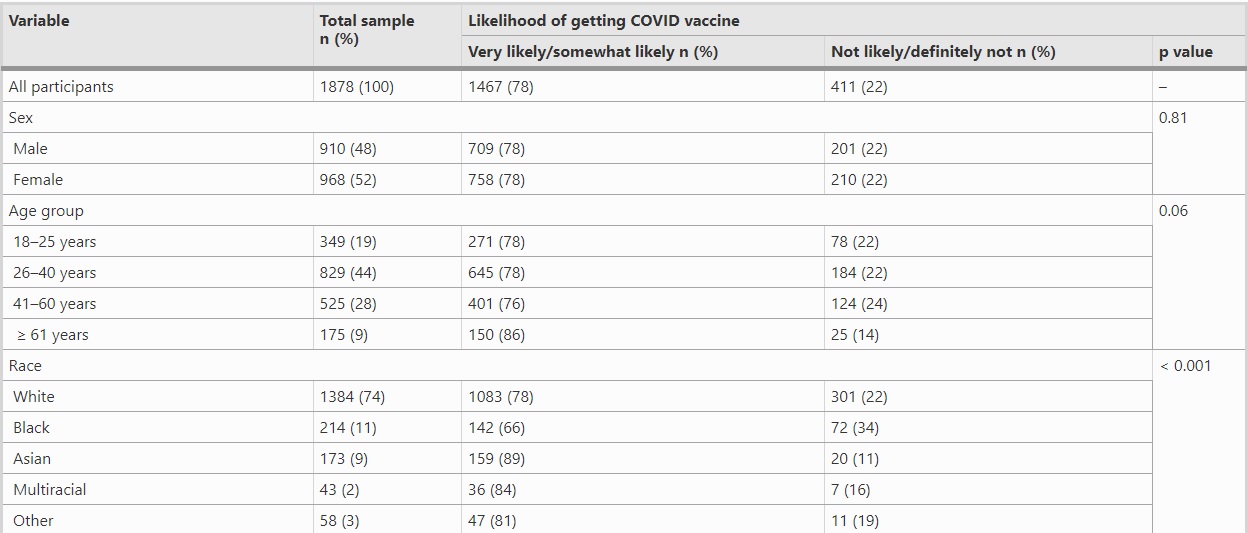 Variable Total sample n (%) Likelihood of getting COVID vaccine
Very likely/somewhat likely n (%) Not likely/definitely not n (%) p value
All participants 1878 (100) 1467 (78) 411 (22) –
Sex 0.81
Male 910 (48) 709 (78) 201 (22)
Female 968 (52) 758 (78) 210 (22)
Age group 0.06
18–25 years 349 (19) 271 (78) 78 (22)
26–40 years 829 (44) 645 (78) 184 (22)
41–60 years 525 (28) 401 (76) 124 (24)
≥ 61 years 175 (9) 150 (86) 25 (14)
Race < 0.001
White 1384 (74) 1083 (78) 301 (22)
Black 214 (11) 142 (66) 72 (34)
Asian 173 (9) 159 (89) 20 (11)
Multiracial 43 (2) 36 (84) 7 (16)
Other 58 (3) 47 (81) 11 (19)